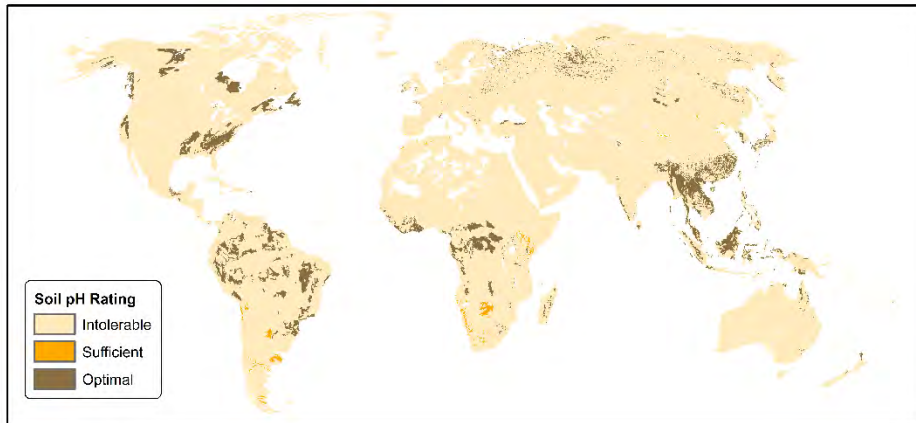 Soil pH Rating
Intolerable
Sufficient
Optimal